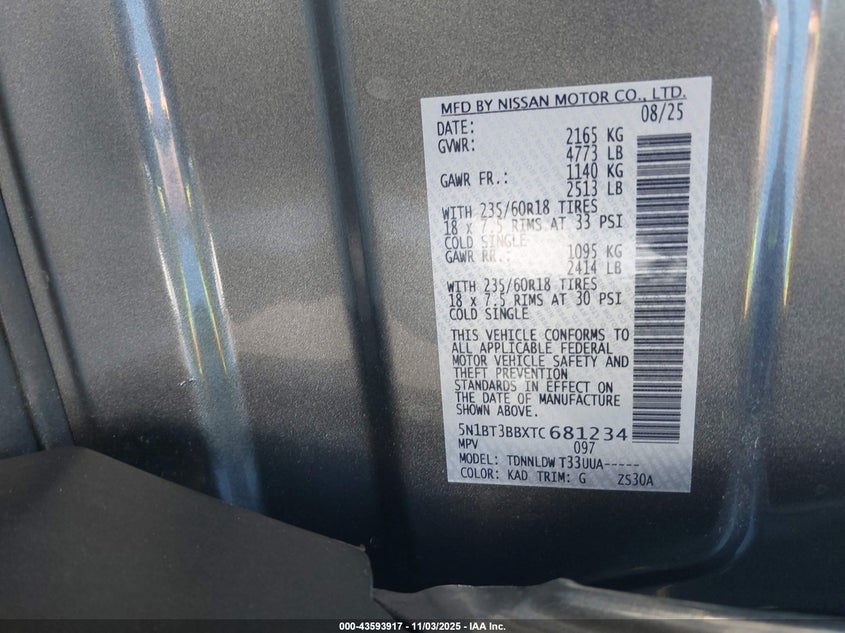 MFD BY NISSAN MOTOR CO., LTD.
DATE: 08/25
GVWR: 2165 KG
4773 LB
GAWR FR.: 1140 KG
2513 LB
WITH 235/60R18 TIRES
18 x 7.5 RIMS AT 33 PSI
COLD SINGLE
GAWR RR.: 1095 KG
2414 LB
WITH 235/60R18 TIRES
18 x 7.5 RIMS AT 30 PSI
COLD SINGLE
THIS VEHICLE CONFORMS TO
ALL APPLICABLE FEDERAL
MOTOR VEHICLE SAFETY AND
THEFT PREVENTION
STANDARDS IN EFFECT ON
THE DATE OF MANUFACTURE
SHOWN ABOVE.
5N1BT3BBXTC681234
MPV 097
MODEL: TDNNLDW T33UUA-----
COLOR: KAD TRIM: G ZS30A
000-43593917 - 11/03/2025 - IAA Inc.